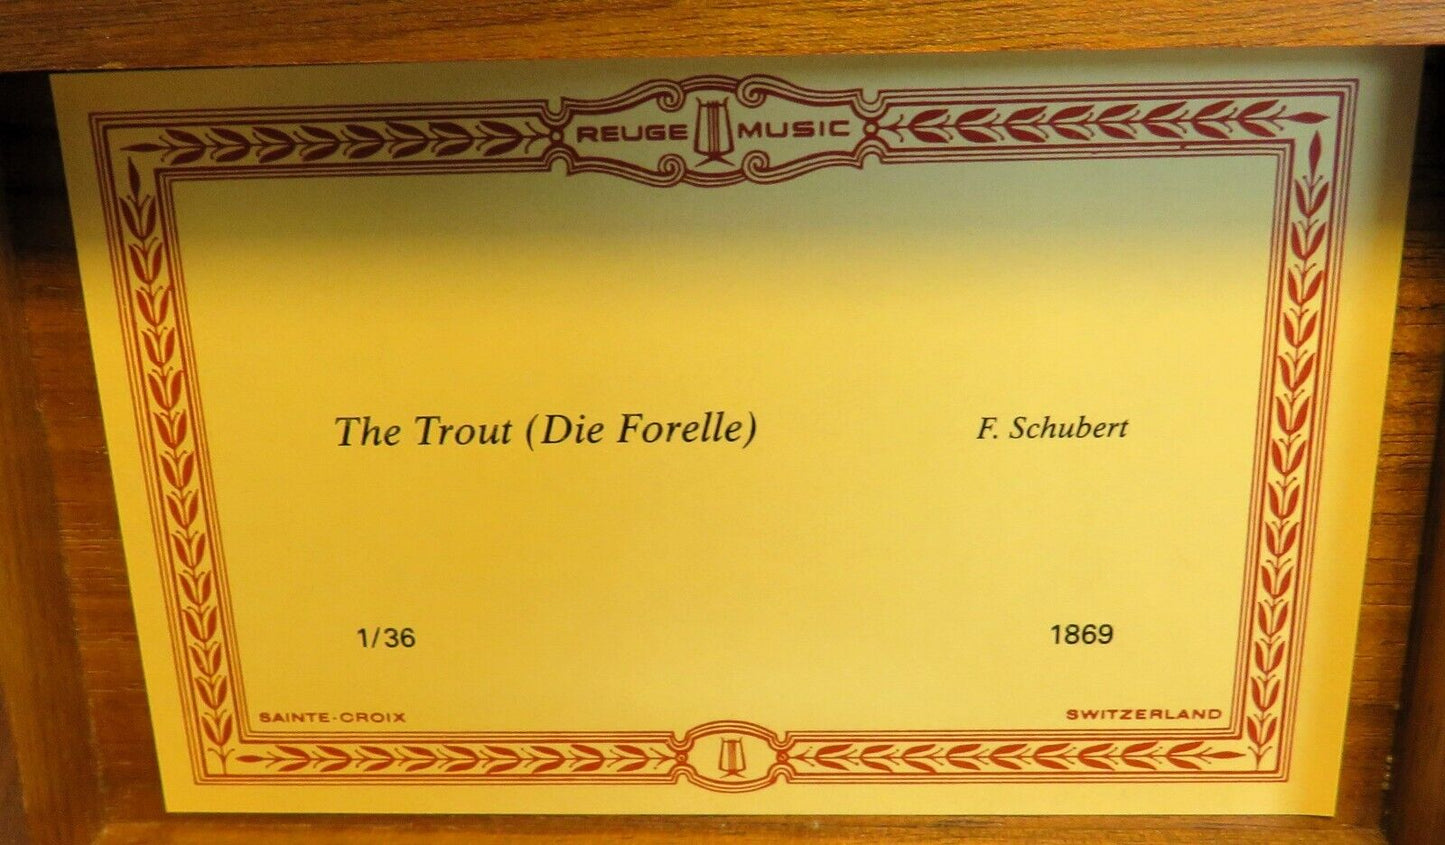 REUGE MUSIC
The Trout (Die Forelle) F. Schubert
1/36 1869
SAINTE-CROIX SWITZERLAND